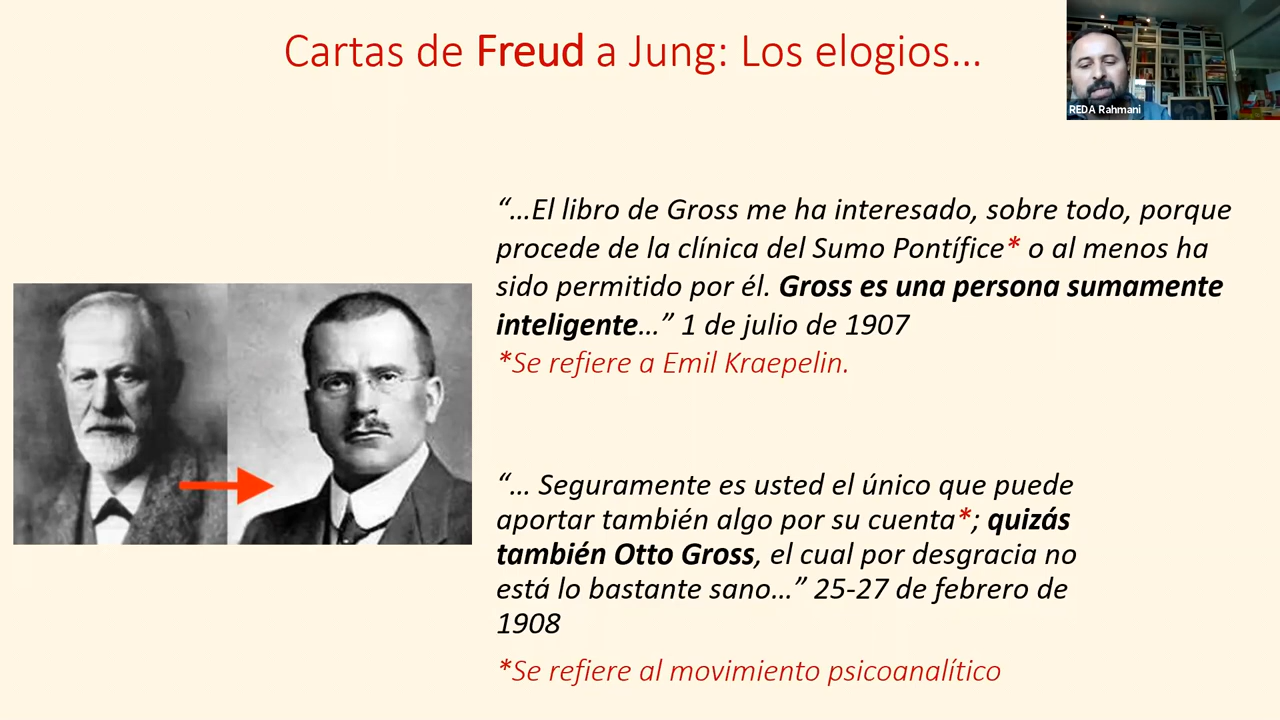 Cartas de Freud a Jung: Los elogios...
REDA Rahmani
“...El libro de Gross me ha interesado, sobre todo, porque
procede de la clínica del Sumo Pontífice* o al menos ha
sido permitido por él. Gross es una persona sumamente
inteligente...” 1 de julio de 1907
*Se refiere a Emil Kraepelin.
“... Seguramente es usted el único que puede
aportar también algo por su cuenta*; quizás
también Otto Gross, el cual por desgracia no
está lo bastante sano...” 25-27 de febrero de
1908
*Se refiere al movimiento psicoanalítico